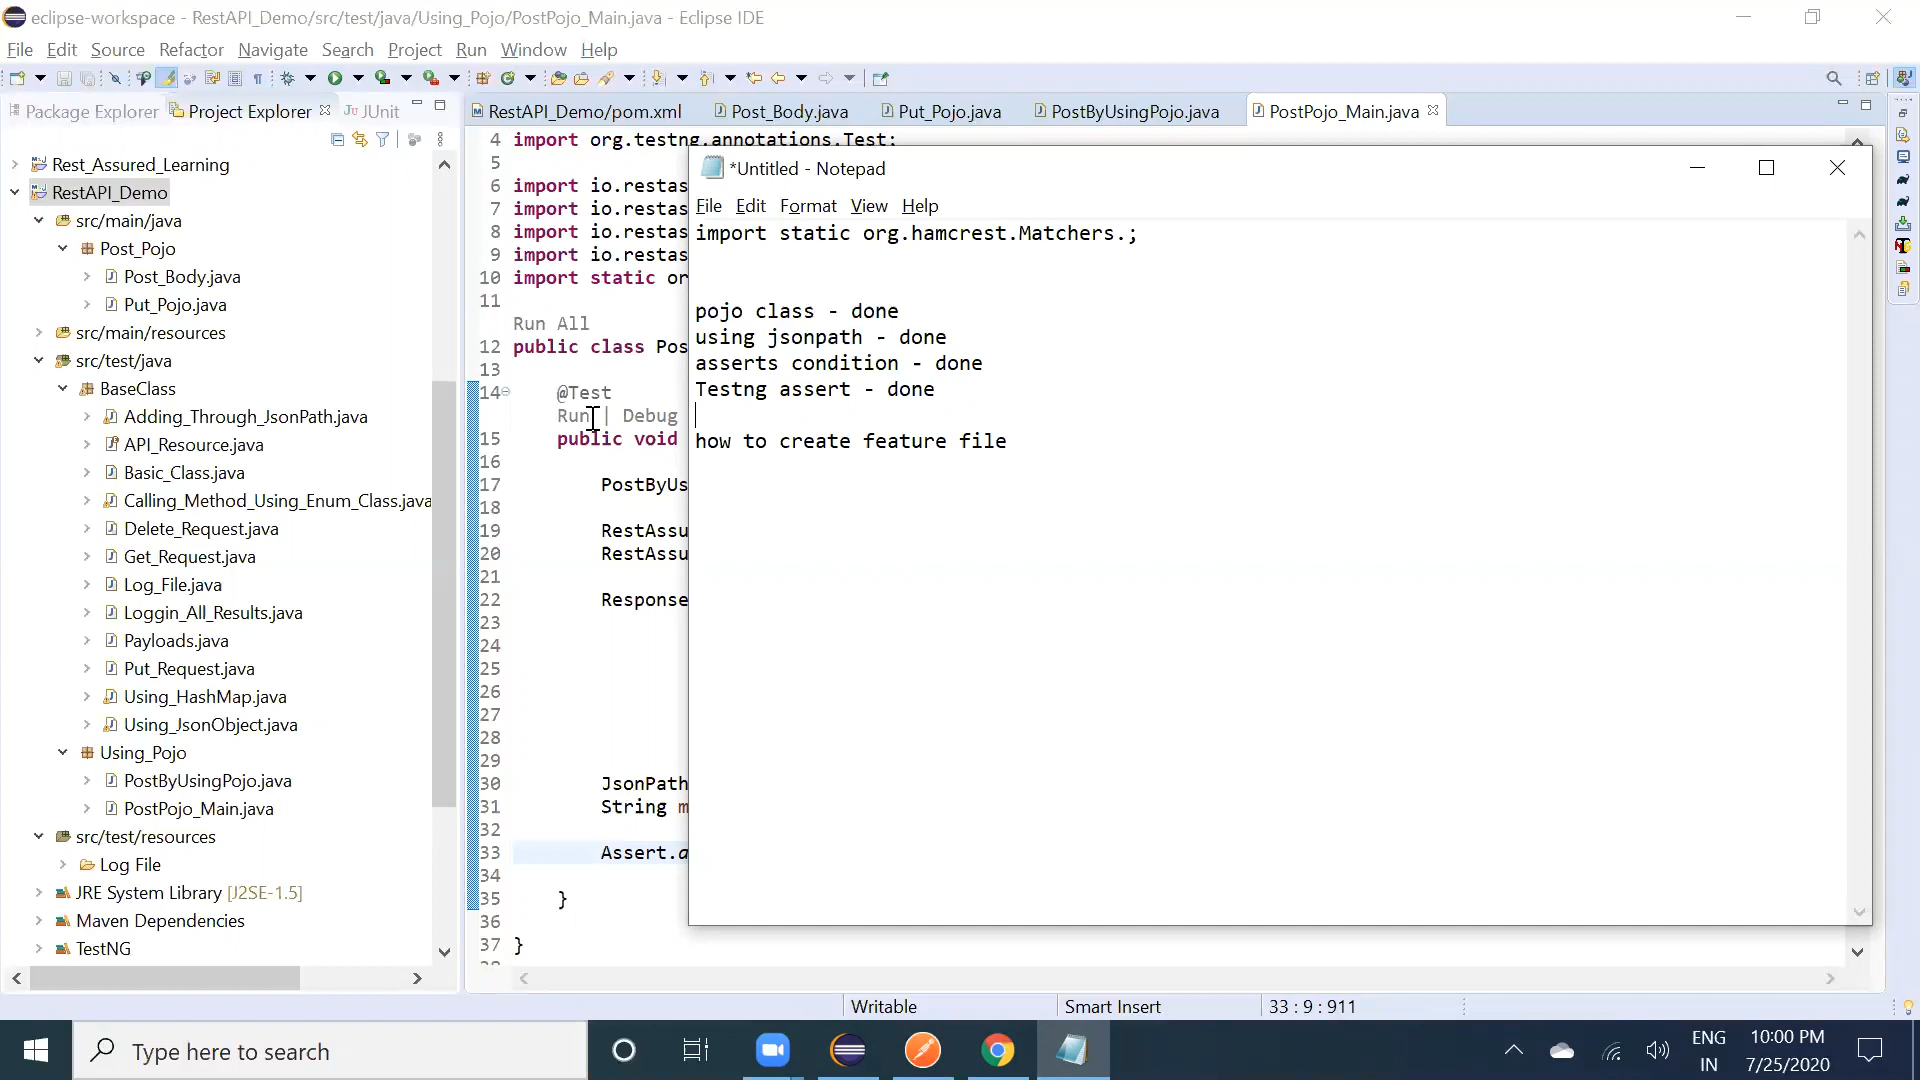 eclipse-workspace - RestAPI_Demo/src/test/java/Using_Pojo/PostPojo_Main.java - Eclipse IDE
File Edit Source Refactor Navigate Search Project Run Window Help
Package Explorer Project Explorer JUnit
RestAPI_Demo/pom.xml Post_Body.java Put_Pojo.java PostByUsingPojo.java PostPojo_Main.java
Rest_Assured_Learning
RestAPI_Demo
src/main/java
Post_Pojo
Post_Body.java
Put_Pojo.java
src/main/resources
src/test/java
BaseClass
Adding_Through_JsonPath.java
API_Resource.java
Basic_Class.java
Calling_Method_Using_Enum_Class.java
Delete_Request.java
Get_Request.java
Log_File.java
Loggin_All_Results.java
Payloads.java
Put_Request.java
Using_HashMap.java
Using_JsonObject.java
Using_Pojo
PostByUsingPojo.java
PostPojo_Main.java
src/test/resources
Log File
JRE System Library [J2SE-1.5]
Maven Dependencies
TestNG
4 import org.testng.annotations.Test;
5
6 import io.restas
7 import io.restas
8 import io.restas
9 import io.restas
10 import static or
11
Run All
12 public class Pos
13
14 @Test
Run | Debug
15 public void
16
17 PostByUs
18
19 RestAssu
20 RestAssu
21
22 Response
23
24
25
26
27
28
29
30 JsonPath
31 String m
32
33 Assert.a
34
35 }
36
37 }
*Untitled - Notepad
File Edit Format View Help
import static org.hamcrest.Matchers.;
pojo class - done
using jsonpath - done
asserts condition - done
Testng assert - done
how to create feature file
Writable Smart Insert 33 : 9 : 911
Type here to search
ENG
IN
10:00 PM
7/25/2020